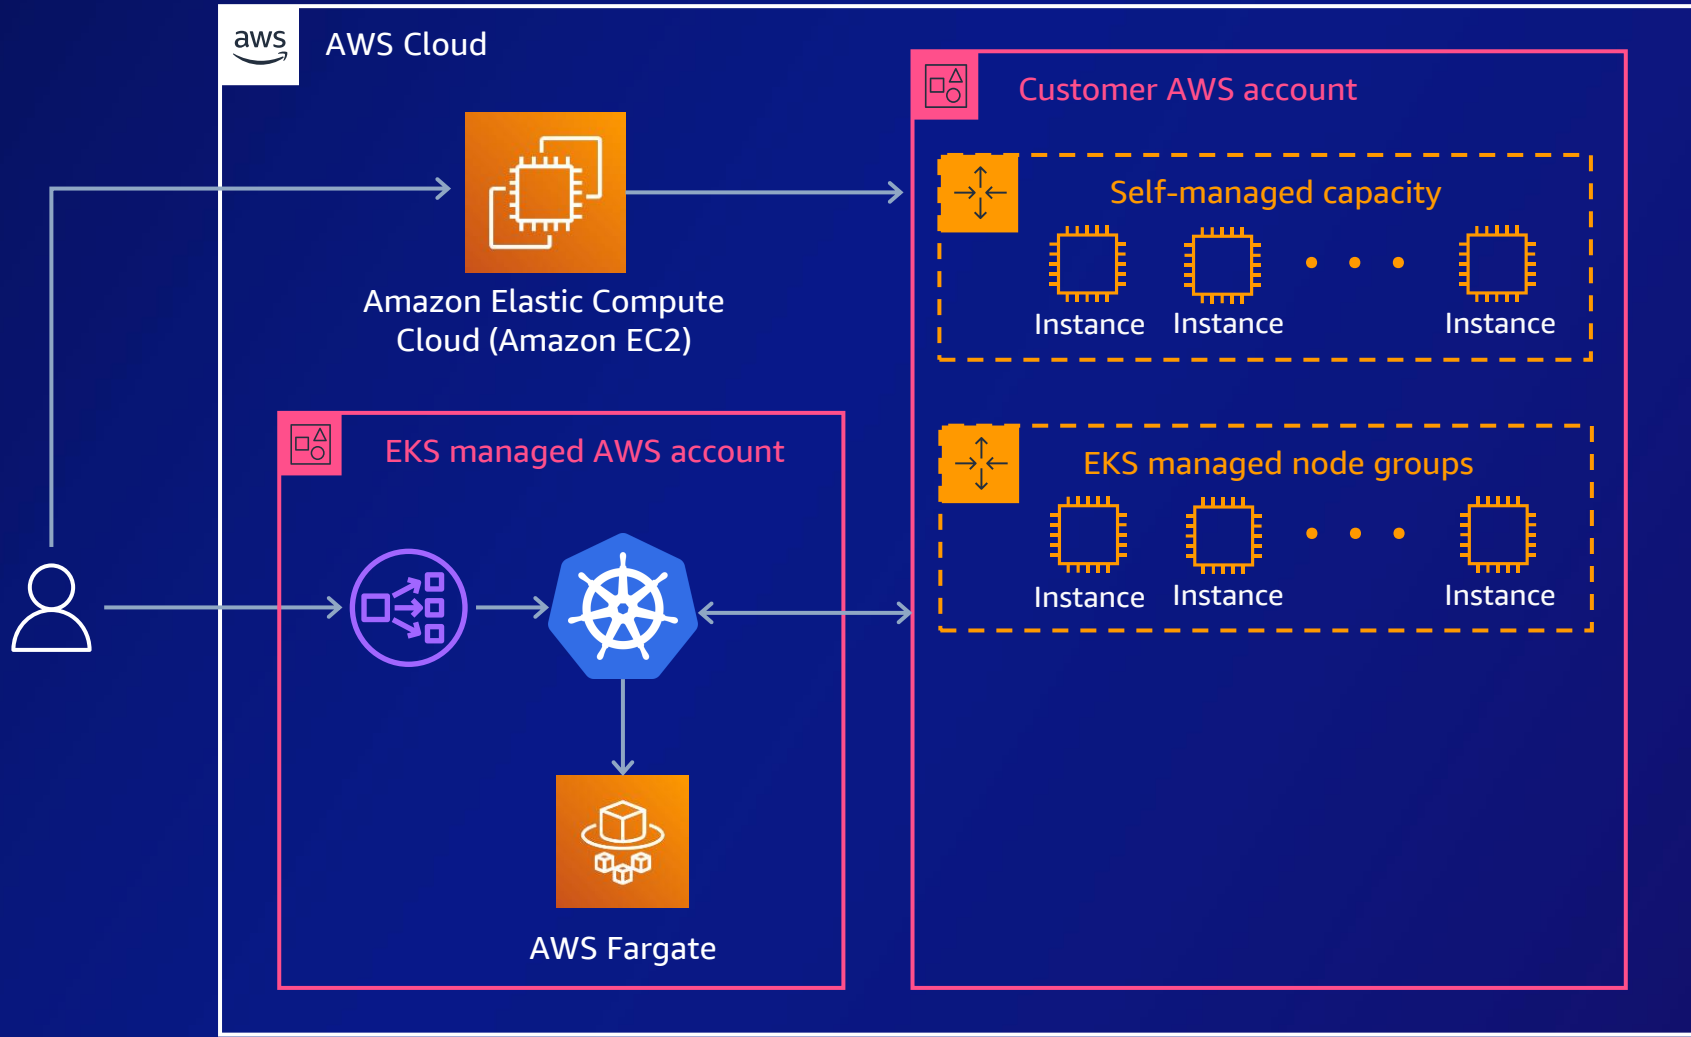 aws
AWS Cloud
Customer AWS account
Self-managed capacity
Instance
Instance
Instance
Amazon Elastic Compute
Cloud (Amazon EC2)
EKS managed AWS account
EKS managed node groups
Instance
Instance
Instance
AWS Fargate